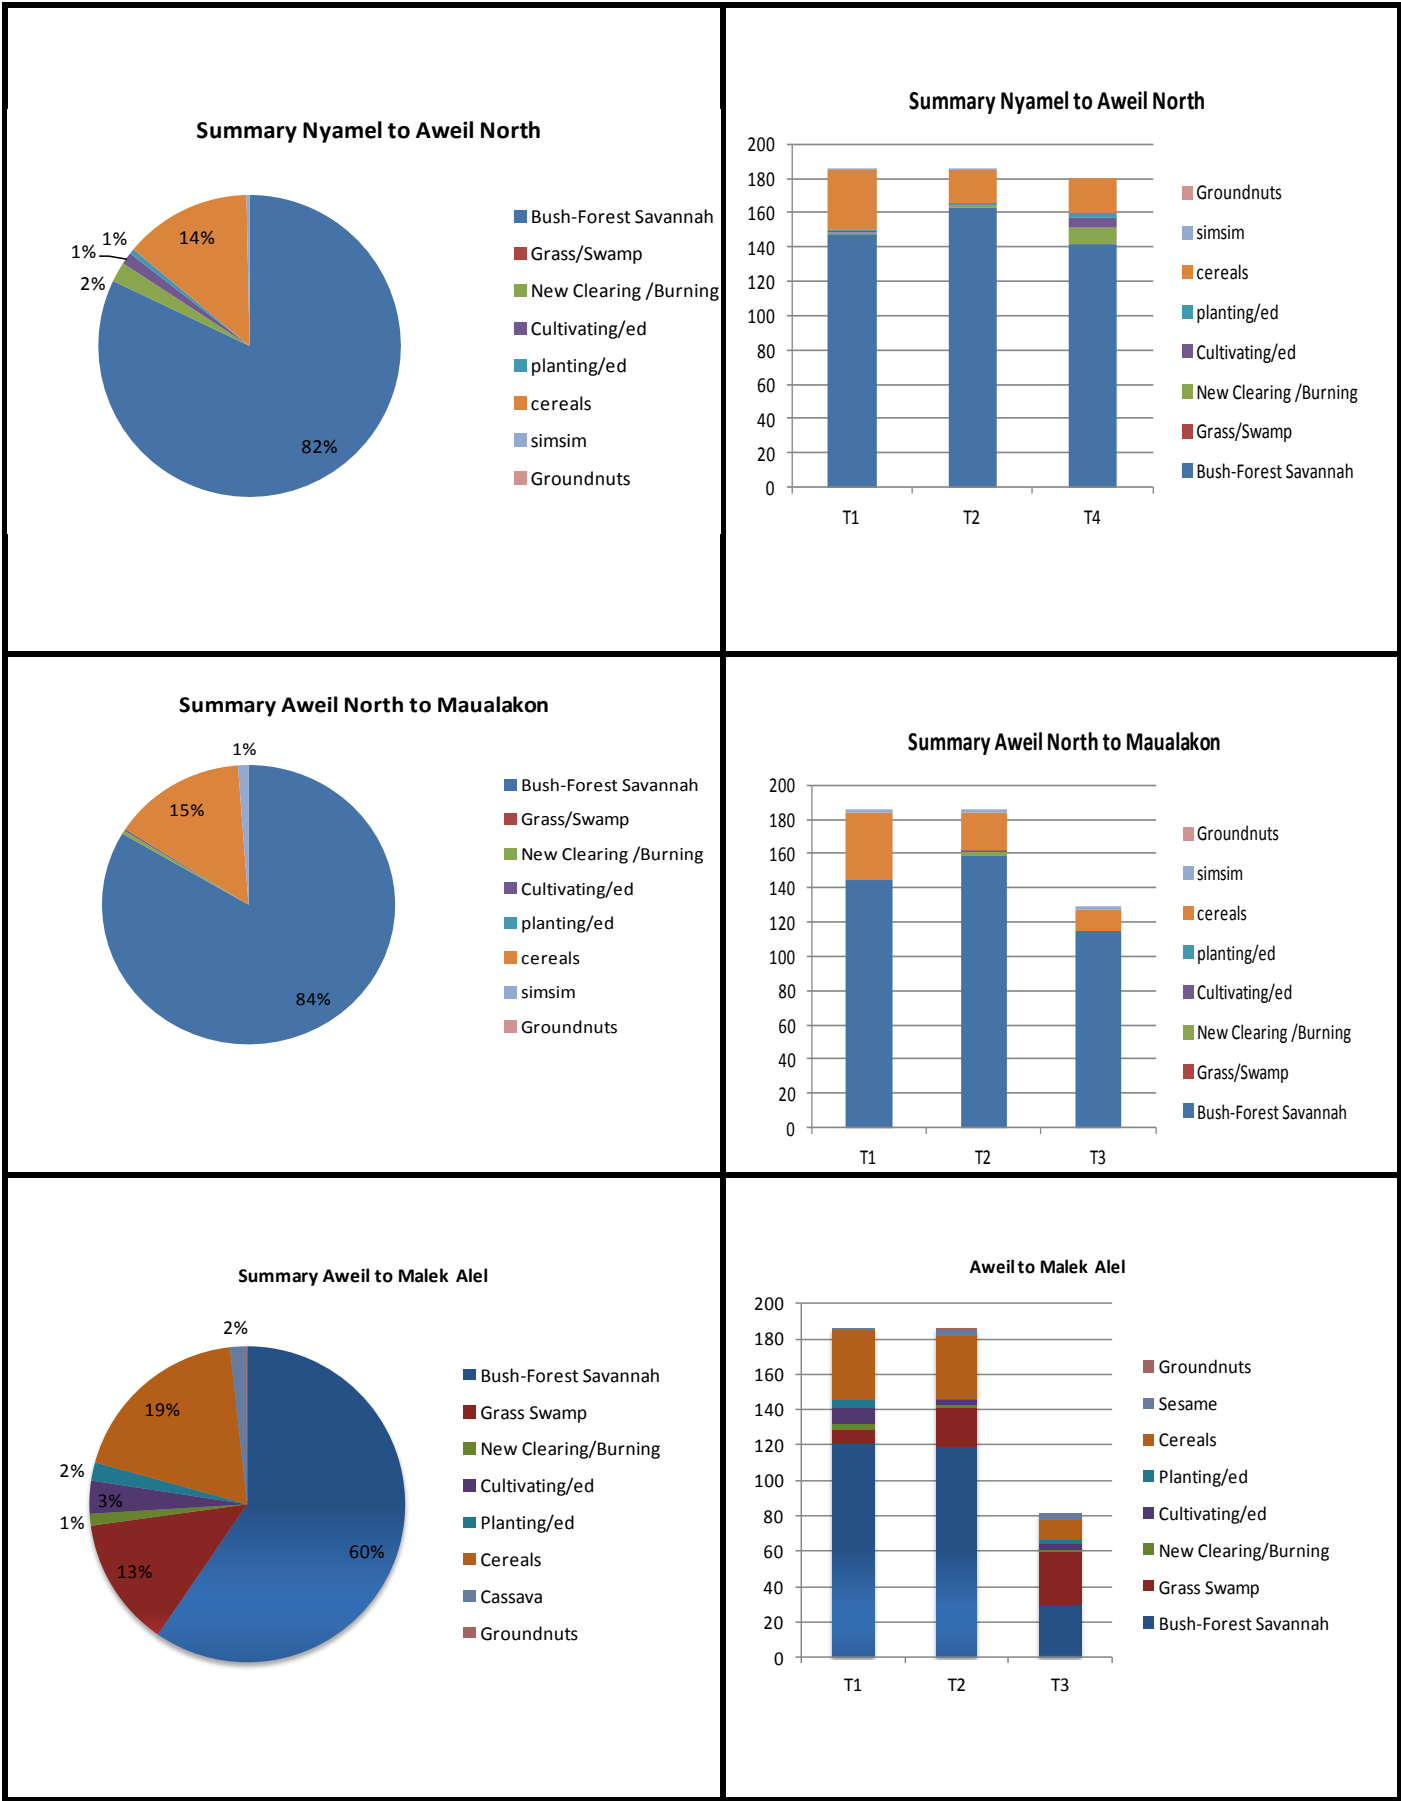 Summary Nyamel to Aweil North
1%
1%
2%
14%
82%
Bush-Forest Savannah
Grass/Swamp
New Clearing /Burning
Cultivating/ed
planting/ed
cereals
simsim
Groundnuts
Summary Nyamel to Aweil North
200
180
160
140
120
100
80
60
40
20
0
T1 T2 T4
Groundnuts
simsim
cereals
planting/ed
Cultivating/ed
New Clearing /Burning
Grass/Swamp
Bush-Forest Savannah
Summary Aweil North to Maualakon
1%
15%
84%
Bush-Forest Savannah
Grass/Swamp
New Clearing /Burning
Cultivating/ed
planting/ed
cereals
simsim
Groundnuts
Summary Aweil North to Maualakon
200
180
160
140
120
100
80
60
40
20
0
T1 T2 T3
Groundnuts
simsim
cereals
planting/ed
Cultivating/ed
New Clearing /Burning
Grass/Swamp
Bush-Forest Savannah
Summary Aweil to Malek Alel
2%
19%
2%
3%
1%
13%
60%
Bush-Forest Savannah
Grass Swamp
New Clearing/Burning
Cultivating/ed
Planting/ed
Cereals
Cassava
Groundnuts
Aweil to Malek Alel
200
180
160
140
120
100
80
60
40
20
0
T1 T2 T3
Groundnuts
Sesame
Cereals
Planting/ed
Cultivating/ed
New Clearing/Burning
Grass Swamp
Bush-Forest Savannah